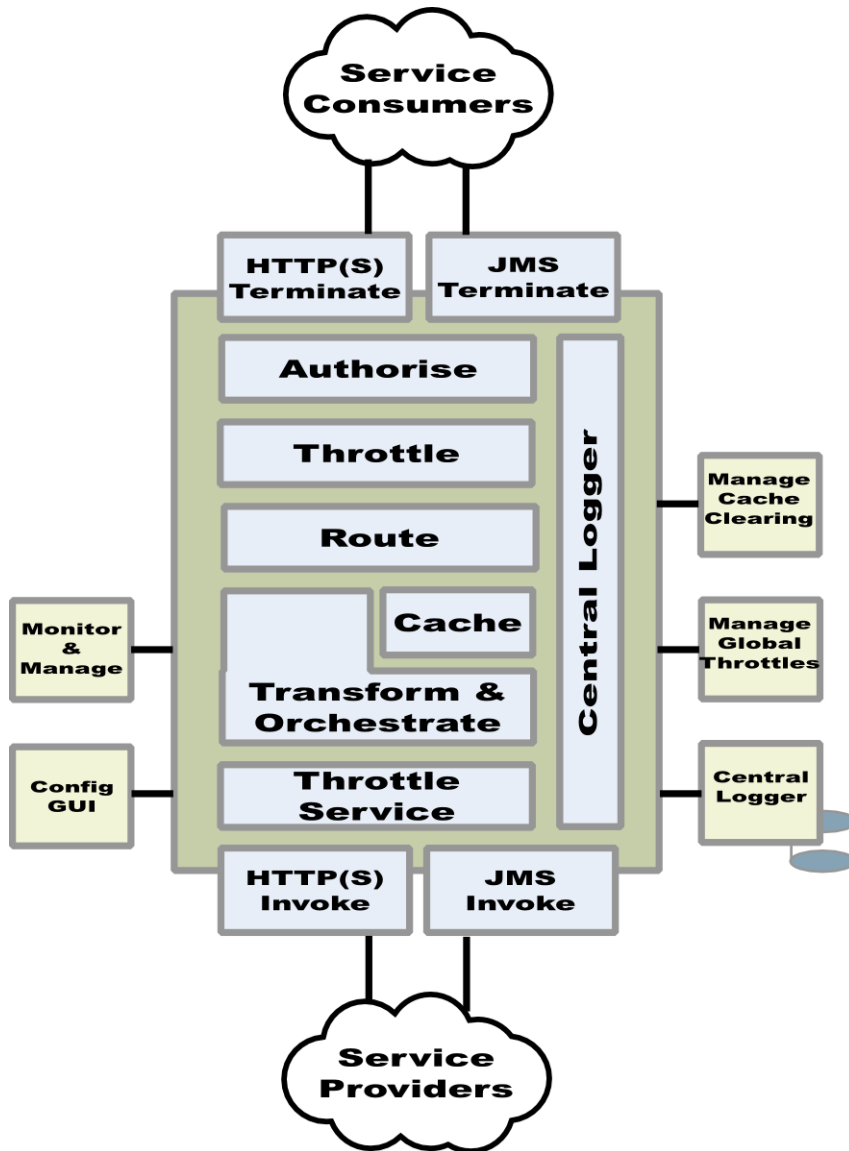 Service
Consumers
HTTP(S)
Terminate
JMS
Terminate
Authorise
Throttle
Route
Cache
Transform &
Orchestrate
Throttle
Service
Central Logger
HTTP(S)
Invoke
JMS
Invoke
Monitor
&
Manage
Config
GUI
Manage
Cache
Clearing
Manage
Global
Throttles
Central
Logger
Service
Providers